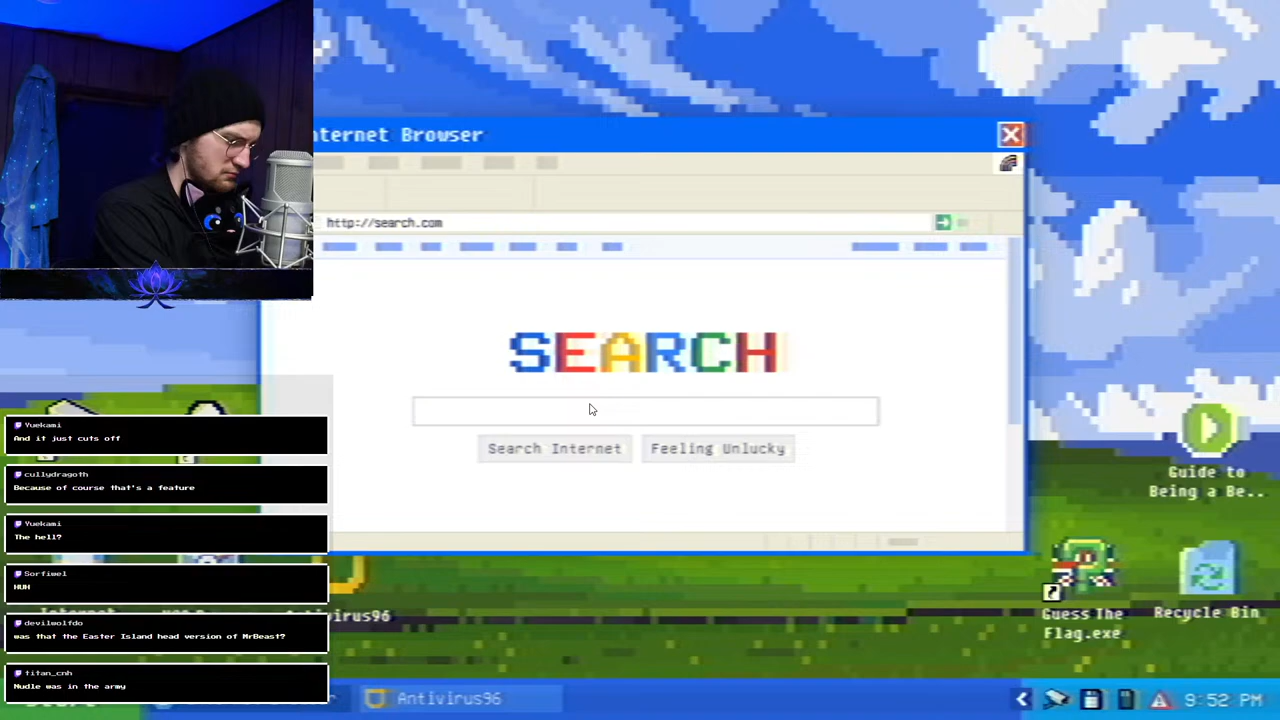 nternet Browser
http://search.com
SEARCH
Search Internet
Feeling Unlucky
Yuekami
And it just cuts off
cullydragoth
Because of course that's a feature
Yuekami
The hell?
Sorfiwel
HUH
devilwolfdo
was that the Easter Island head version of MrBeast?
titan_cnh
Nudle was in the army
Guide to
Being a Be..
Guess The
Flag.exe
Recycle Bin
Antivirus96
9:52 PM